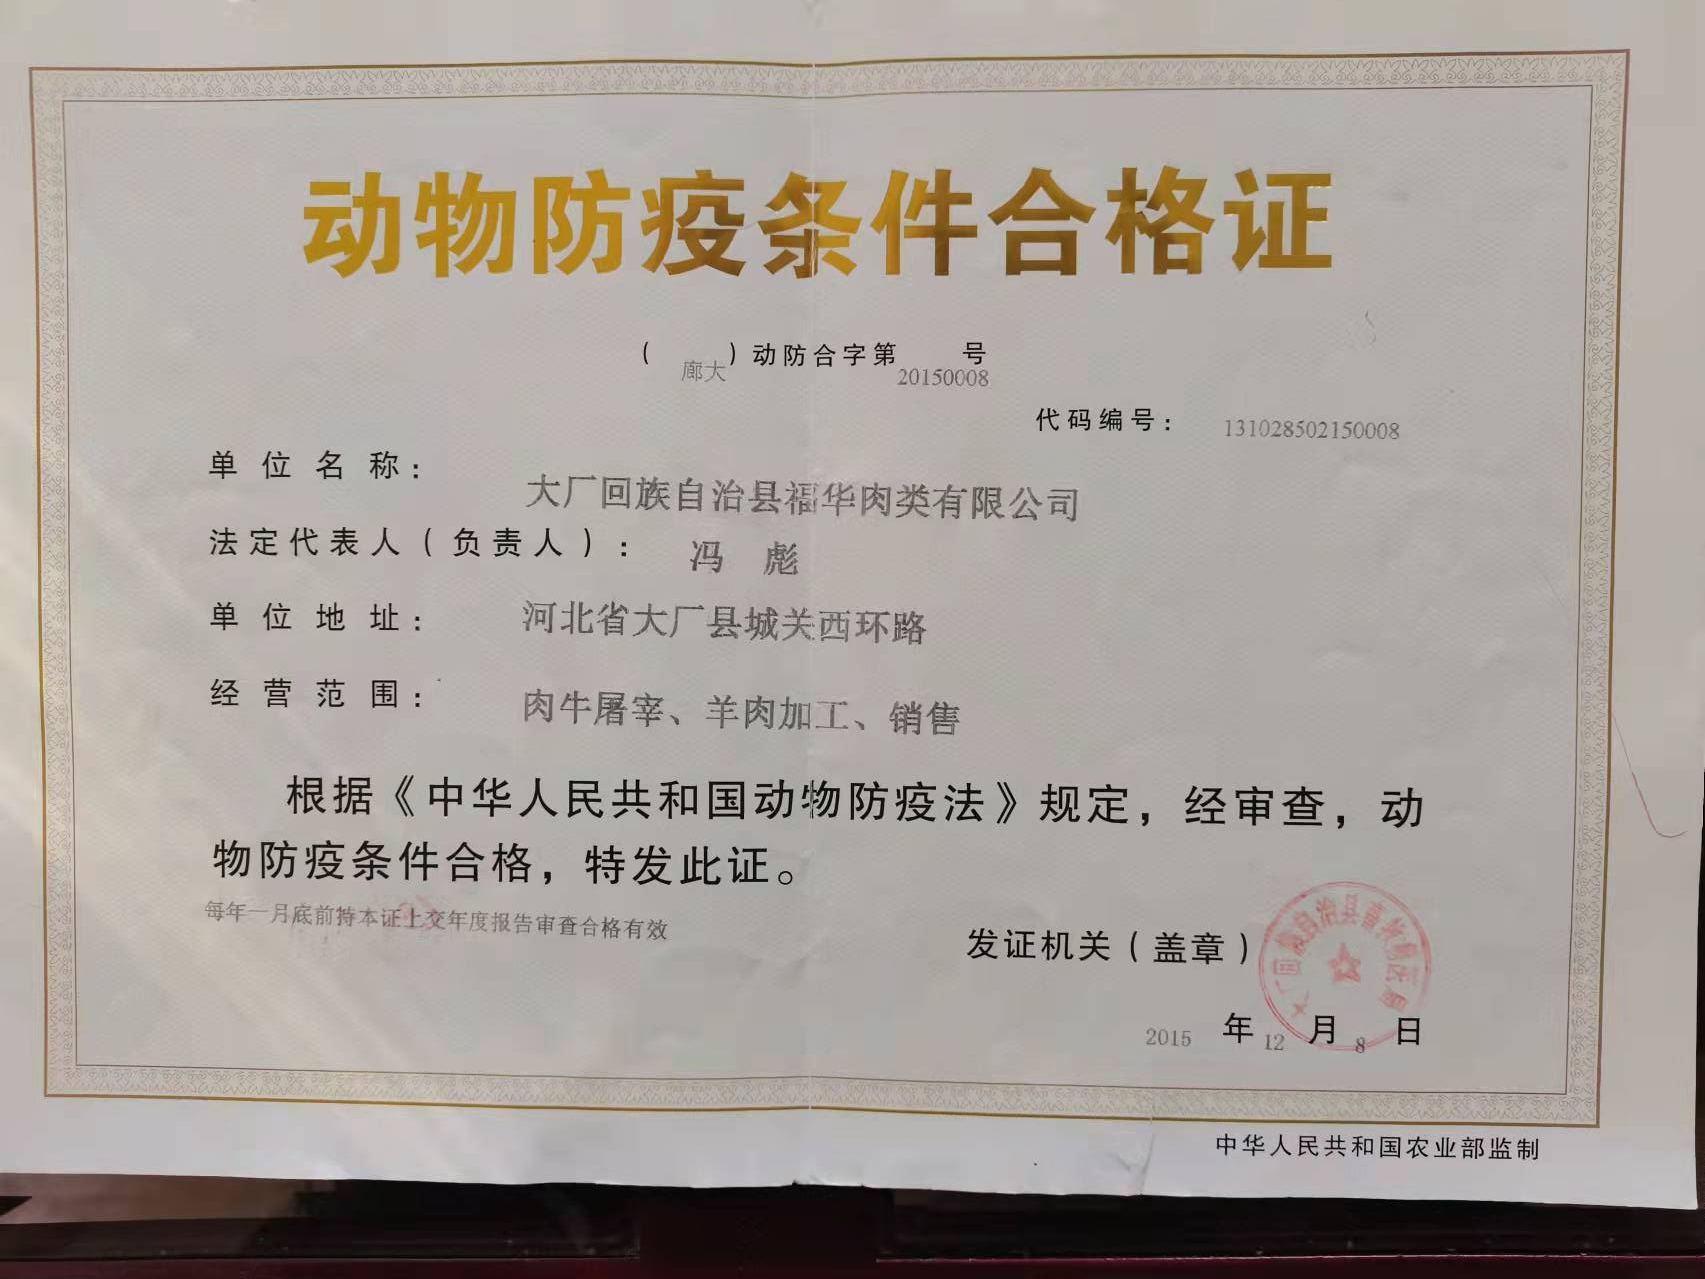 动物防疫条件合格证
（廊大）动防合字第20150008号
代码编号：131028502150008
单位名称：大厂回族自治县福华肉类有限公司
法定代表人（负责人）：冯 彪
单位地址：河北省大厂县城关西环路
经营范围：肉牛屠宰、羊肉加工、销售
根据《中华人民共和国动物防疫法》规定，经审查，动
物防疫条件合格，特发此证。
每年一月底前持本证上交年度报告审查合格有效
发证机关（盖章）
2015年12月8日
中华人民共和国农业部监制